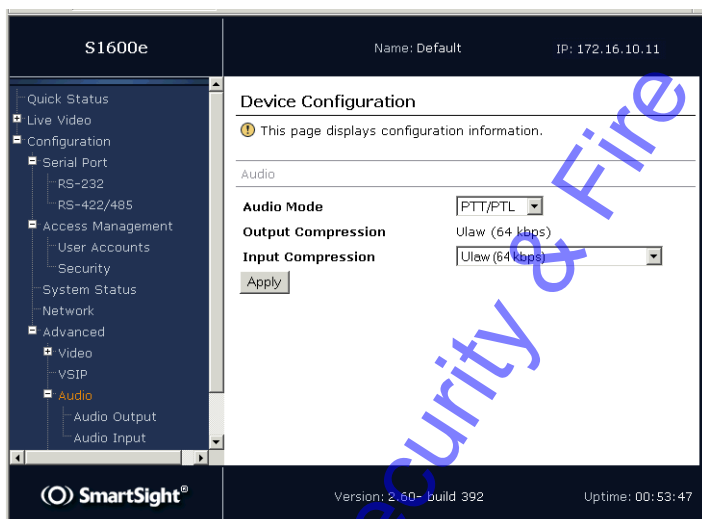 S1600e
Name: Default IP: 172.16.10.11
Quick Status
Live Video
Configuration
Serial Port
RS-232
RS-422/485
Access Management
User Accounts
Security
System Status
Network
Advanced
Video
VSIP
Audio
Audio Output
Audio Input
Device Configuration
This page displays configuration information.
Audio
Audio Mode PTT/PTL
Output Compression Ulaw (64 kbps)
Input Compression Ulaw (64 kbps)
Apply
SmartSight®
Version: 2.60- build 392 Uptime: 00:53:47
ecurity & Fire